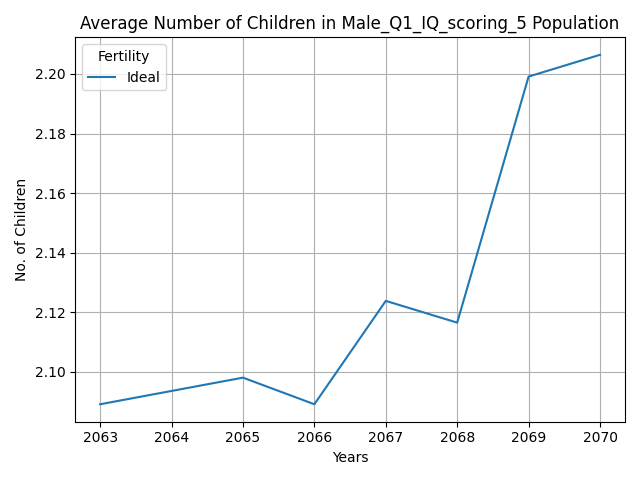 Average Number of Children in Male_Q1_IQ_scoring_5 Population
Fertility
Ideal
No. of Children
2.20
2.18
2.16
2.14
2.12
2.10
2063 2064 2065 2066 2067 2068 2069 2070
Years